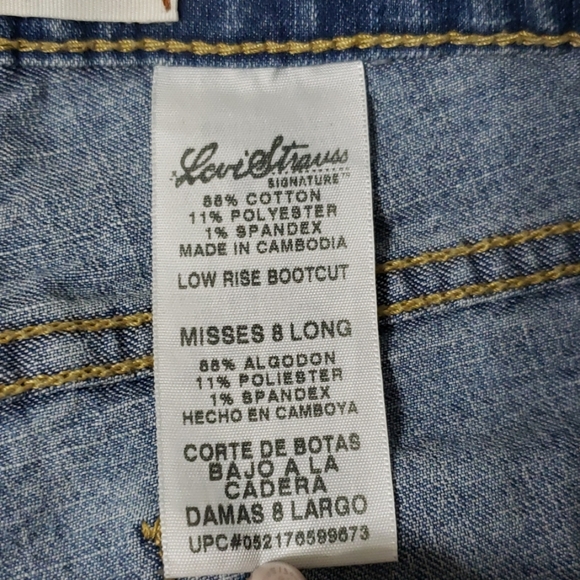 Levi Strauss
SIGNATURE™
88% COTTON
11% POLYESTER
1% SPANDEX
MADE IN CAMBODIA
LOW RISE BOOTCUT
MISSES 8 LONG
88% ALGODON
11% POLIESTER
1% SPANDEX
HECHO EN CAMBOYA
CORTE DE BOTAS
BAJO A LA
CADERA
DAMAS 8 LARGO
UPC#052176599673